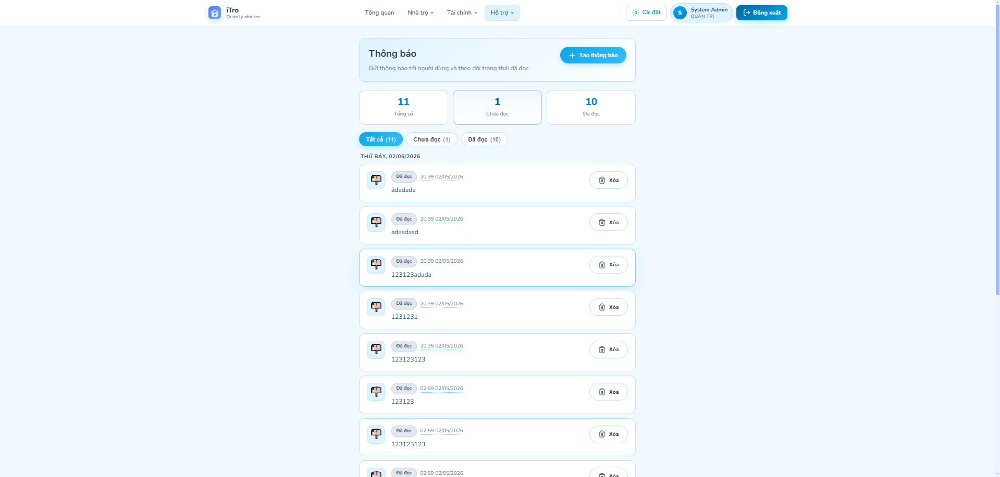 iTro
Quản lý nhà trọ
Tổng quan
Nhà trọ
Tài chính
Hỗ trợ
Cài đặt
S
System Admin
QUẢN TRỊ
Đăng xuất
Thông báo
Gửi thông báo tới người dùng và theo dõi trạng thái đã đọc.
Tạo thông báo
11
Tổng số
1
Chưa đọc
10
Đã đọc
Tất cả (11)
Chưa đọc (1)
Đã đọc (10)
THỨ BẢY, 02/05/2026
Đã đọc 20:39 02/05/2026
ádadada
Xóa
Đã đọc 20:39 02/05/2026
adasdasd
Xóa
Đã đọc 20:39 02/05/2026
123123adada
Xóa
Đã đọc 20:39 02/05/2026
1231231
Xóa
Đã đọc 20:35 02/05/2026
123123123
Xóa
Đã đọc 02:59 02/05/2026
123123
Xóa
Đã đọc 02:59 02/05/2026
123123123
Xóa
Đã đọc 02:59 02/05/2026
Xóa